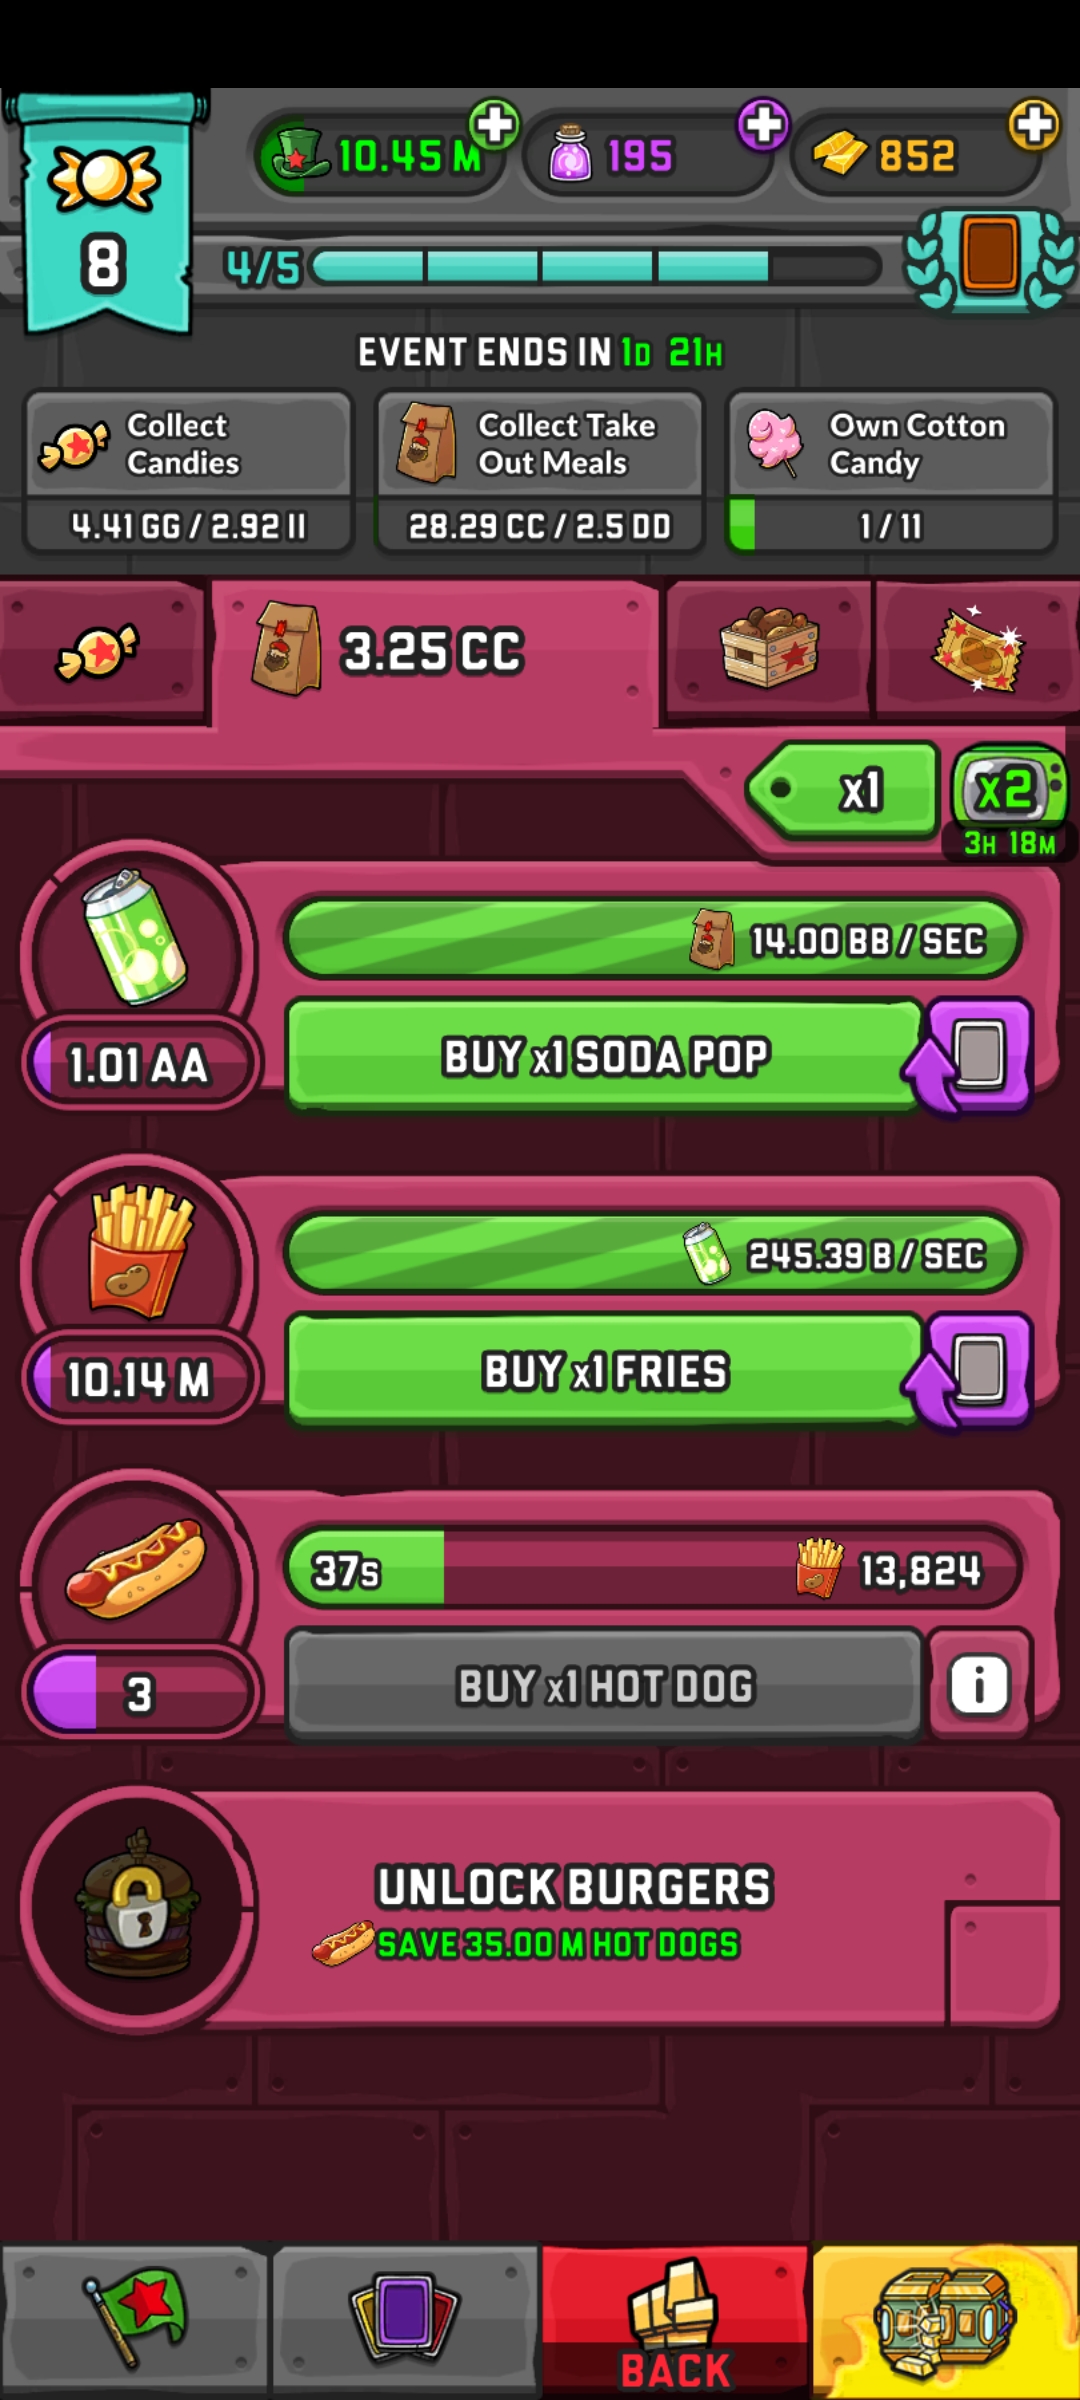 10.45 M
195
852
8
4/5
EVENT ENDS IN 1D 21H
Collect
Candies
4.41 GG / 2.92 II
Collect Take
Out Meals
28.29 CC / 2.5 DD
Own Cotton
Candy
1 / 11
3.25 CC
x1
x2
3H 18M
14.00 BB / SEC
1.01 AA
BUY x1 SODA POP
245.39 B / SEC
10.14 M
BUY x1 FRIES
37s
13,824
3
BUY x1 HOT DOG
i
UNLOCK BURGERS
SAVE 35.00 M HOT DOGS
BACK